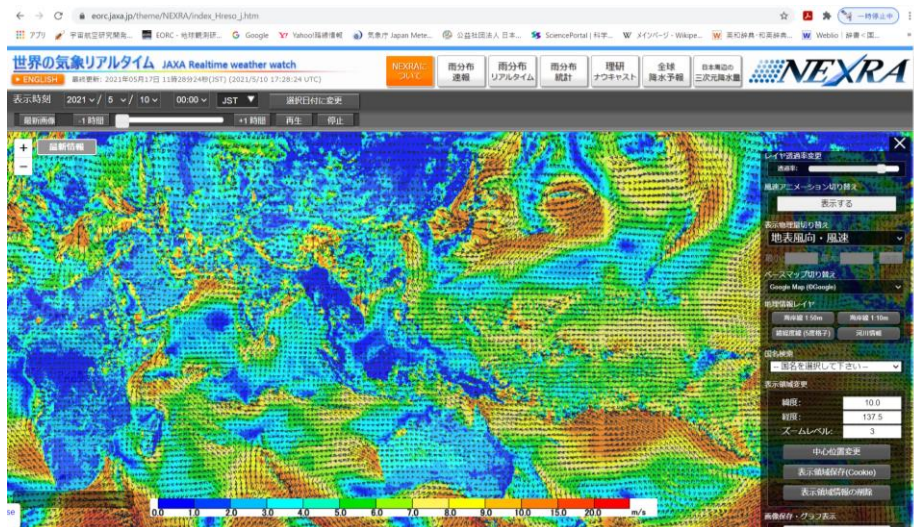 eorc.jaxa.jp/theme/NEXRA/index_Hreso_j.htm
一時停止中
アプリ 宇宙航空研究開発... EORC - 地球観測研... Google Yahoo!路線情報 気象庁 Japan Mete... 公益社団法人 日本... SciencePortal | 科学... メインページ - Wikipe... 英和辞典・和英辞典... Weblio | 辞書<国...
世界の気象リアルタイム JAXA Realtime weather watch
ENGLISH 最終更新: 2021年05月17日 11時28分24秒(JST) (2021/5/10 17:28:24 UTC)
NEXRAについて
雨分布速報
雨分布リアルタイム
雨分布統計
理研ナウキャスト
全球降水予報
日本周辺の三次元降水量
NEXRA
表示時刻 2021 / 5 / 10 00:00 JST 選択日付に変更
最新画像 -1 時間 +1 時間 再生 停止
+
最新情報
−
レイヤ透過率変更
透過率:
風速アニメーション切り替え
表示する
表示物理量切り替え
地表風向・風速
ベースマップ切り替え
Google Map (©Google)
地理情報レイヤ
海岸線 1:50m 海岸線 1:10m
緯経度線 (5度格子) 河川情報
国名検索
-- 国名を選択して下さい --
表示領域変更
緯度: 10.0
経度: 137.5
ズームレベル: 3
中心位置変更
表示領域保存(Cookie)
表示領域情報の削除
画像保存・グラフ表示
0.0 1.0 2.0 3.0 4.0 5.0 6.0 7.0 8.0 9.0 10.0 15.0 20.0 m/s